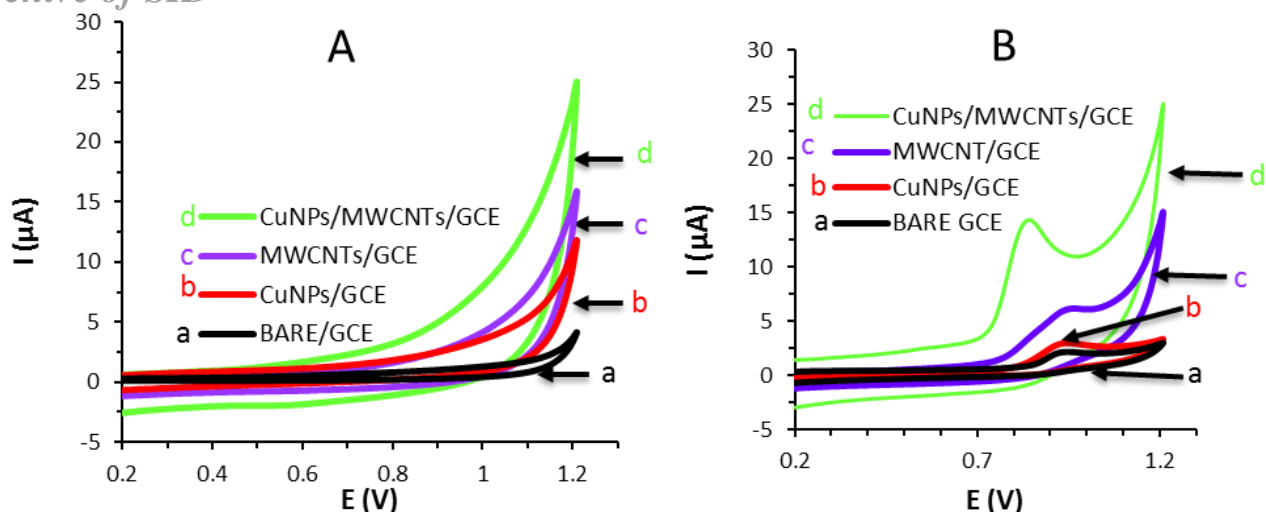 A
I (µA)
30
25
20
15
10
5
0
-5
d CuNPs/MWCNTs/GCE
c MWCNTs/GCE
b CuNPs/GCE
a BARE/GCE
d
c
b
a
0.2 0.4 0.6 0.8 1 1.2
E (V)
B
I (µA)
30
25
20
15
10
5
0
-5
d CuNPs/MWCNTs/GCE
c MWCNT/GCE
b CuNPs/GCE
a BARE GCE
d
c
b
a
0.2 0.7 1.2
E (V)